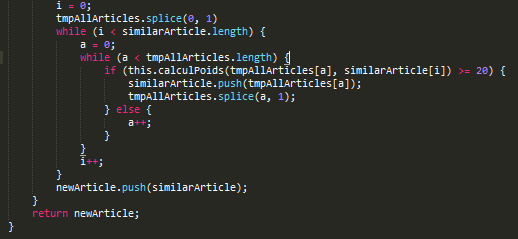 i = 0;
tmpAllArticles.splice(0, 1)
while (i < similarArticle.length) {
a = 0;
while (a < tmpAllArticles.length) {
if (this.calculPoids(tmpAllArticles[a], similarArticle[i]) >= 20) {
similarArticle.push(tmpAllArticles[a]);
tmpAllArticles.splice(a, 1);
} else {
a++;
}
}
i++;
}
newArticle.push(similarArticle);
}
return newArticle;
}